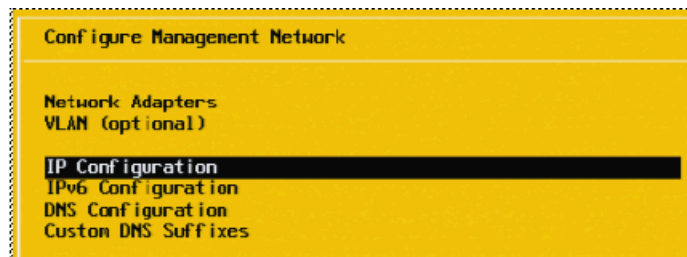 Configure Management Network
Network Adapters
VLAN (optional)
IP Configuration
IPv6 Configuration
DNS Configuration
Custom DNS Suffixes